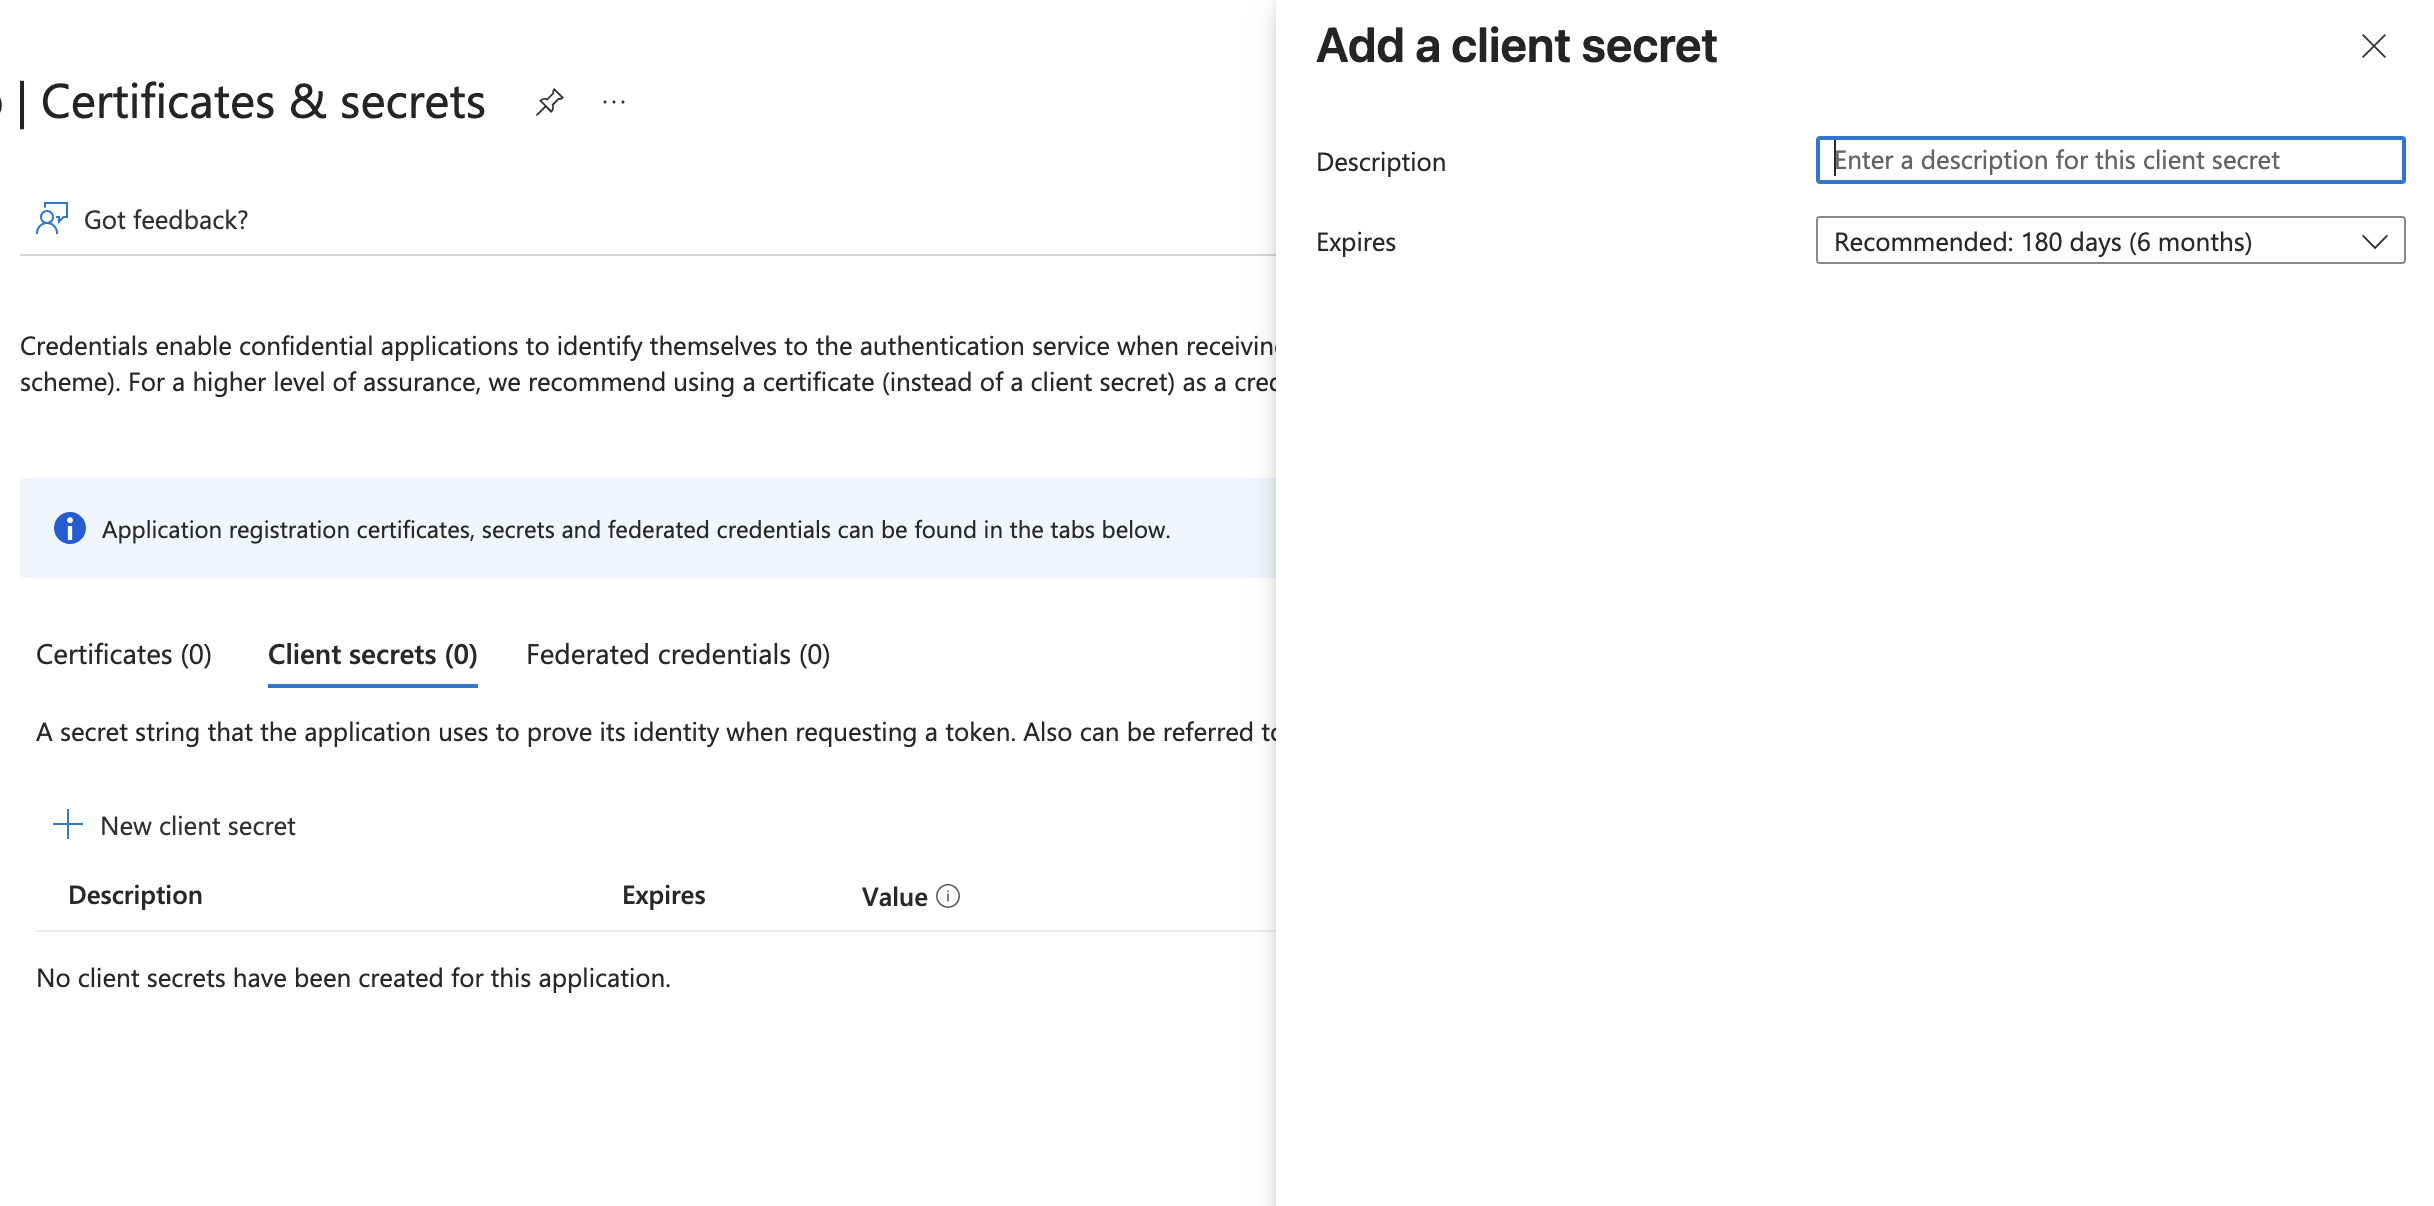 | Certificates & secrets
Got feedback?
Credentials enable confidential applications to identify themselves to the authentication service when
scheme). For a higher level of assurance, we recommend using a certificate (instead of a client secret) as a
Application registration certificates, secrets and federated credentials can be found in the tabs below.
Certificates (0) Client secrets (0) Federated credentials (0)
A secret string that the application uses to prove its identity when requesting a token. Also can be referred
New client secret
Description Expires Value
No client secrets have been created for this application.
Add a client secret
Description Enter a description for this client secret
Expires Recommended: 180 days (6 months)